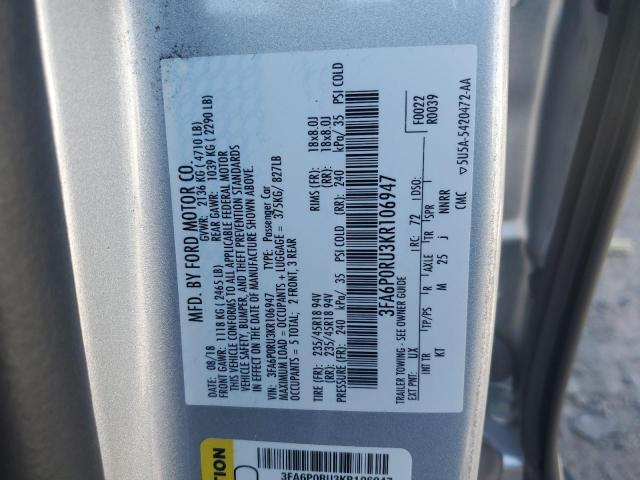 MFD. BY FORD MOTOR CO.
DATE: 08/18 GVWR: 2136 KG (4710 LB)
FRONT GAWR: 1118 KG (2465 LB) REAR GAWR: 1039 KG (2290 LB)
THIS VEHICLE CONFORMS TO ALL APPLICABLE FEDERAL MOTOR
VEHICLE SAFETY, BUMPER, AND THEFT PREVENTION STANDARDS
IN EFFECT ON THE DATE OF MANUFACTURE SHOWN ABOVE.
VIN: 3FA6P0RU3KR106947 TYPE: Passenger Car
MAXIMUM LOAD = OCCUPANTS + LUGGAGE = 375KG/ 827LB
OCCUPANTS = 5 TOTAL; 2 FRONT, 3 REAR
TIRE (FR): 235/45R18 94V RIMS (FR): 18x8.0J
(RR): 235/45R18 94V (RR): 18x8.0J
PRESSURE (FR): 240 kPa/ 35 PSI COLD (RR): 240 kPa/ 35 PSI COLD
3FA6P0RU3KR106947
TRAILER TOWING - SEE OWNER GUIDE
F0022
R0039
EXT PNT: UX RC: 72 DSO:
INT TR TP/PS R AXLE TR SPR
KT M 25 j NNRR
CMC ▽5U5A-5420472-AA
3FA6P0RU3KR106947